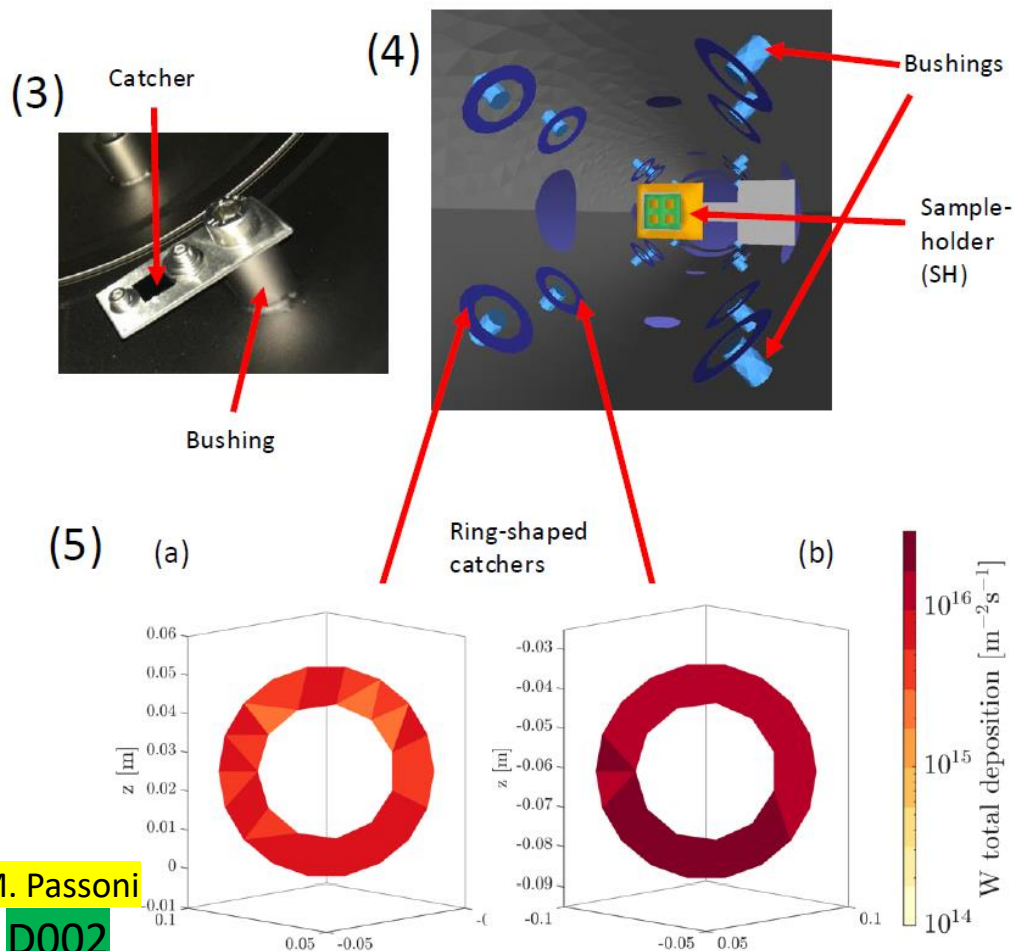 (3)
Catcher
Bushing
(4)
Bushings
Sample-
holder
(SH)
Ring-shaped
catchers
(5)
(a)
0.06
0.05
0.04
0.03
0.02
0.01
0
-0.01
z [m]
0.1
0.05 -0.05
(b)
-0.03
-0.04
-0.05
-0.06
-0.07
-0.08
-0.09
z [m]
-0.1
-0.05 0.05
0.1
10^16
10^15
10^14
W total deposition [m^−2 s^−1]
Passoni
D002